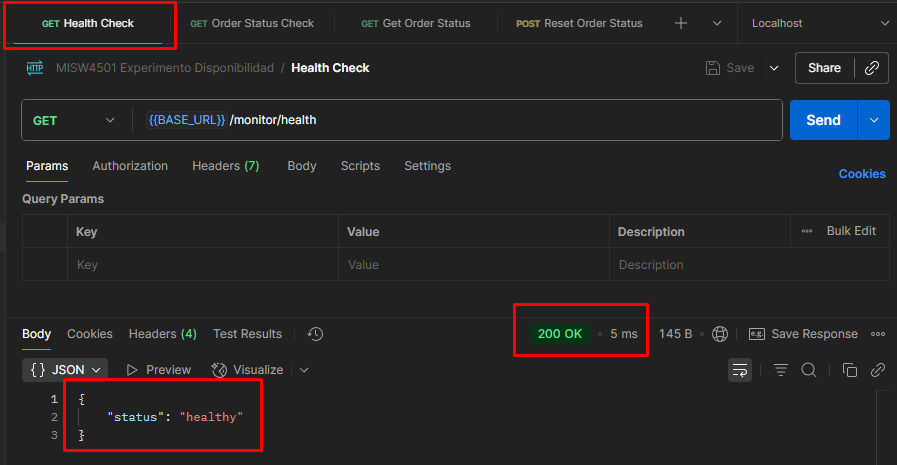 GET Health Check GET Order Status Check GET Get Order Status POST Reset Order Status Localhost
HTTP MISW4501 Experimento Disponibilidad / Health Check Save Share
GET {{BASE_URL}} /monitor/health Send
Params Authorization Headers (7) Body Scripts Settings Cookies
Query Params
Key Value Description Bulk Edit
Key Value Description
Body Cookies Headers (4) Test Results 200 OK 5 ms 145 B e.g. Save Response
{} JSON Preview Visualize
1 {
2 "status": "healthy"
3 }